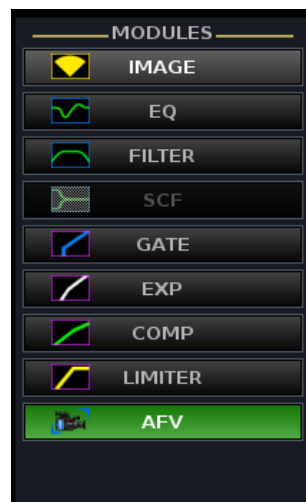 MODULES
IMAGE
EQ
FILTER
SCF
GATE
EXP
COMP
LIMITER
AFV